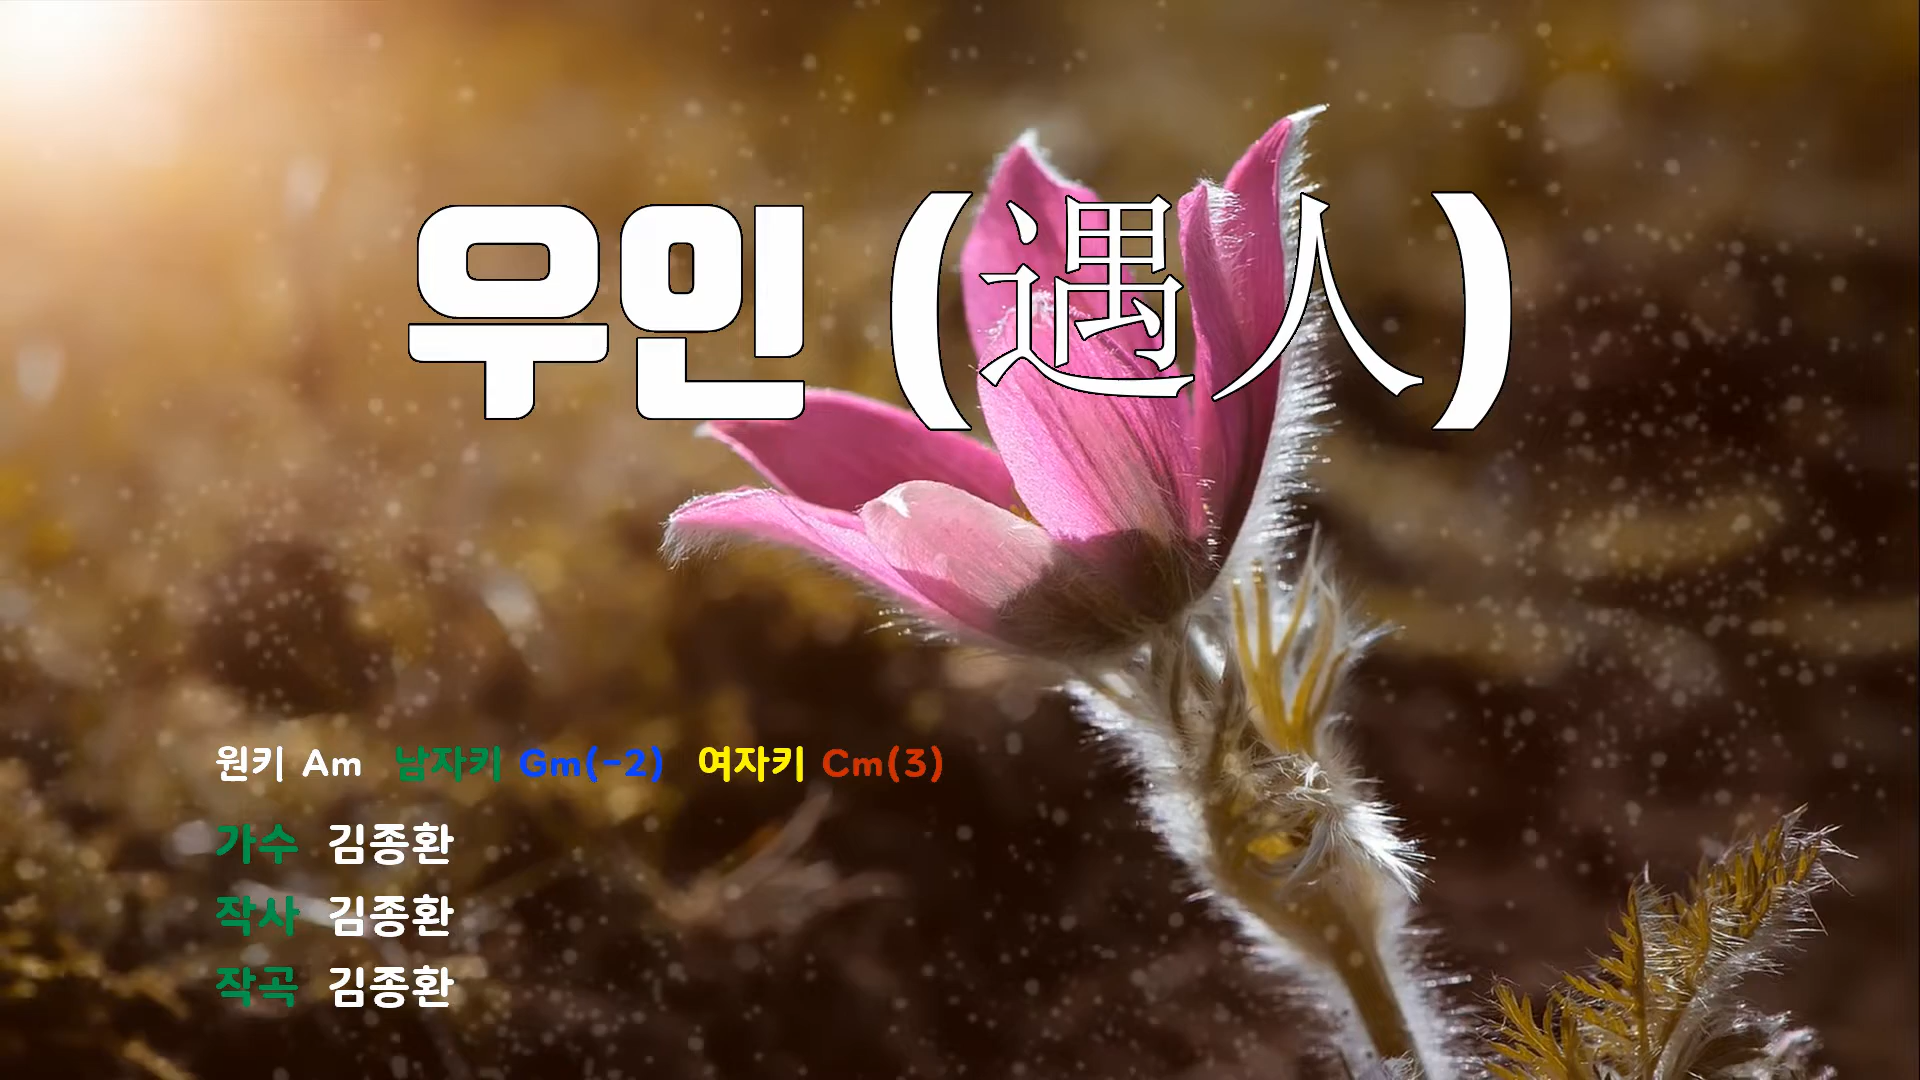 우인 (遇人)
원키 Am 남자키 Gm(-2) 여자키 Cm(3)
가수 김종환
작사 김종환
작곡 김종환